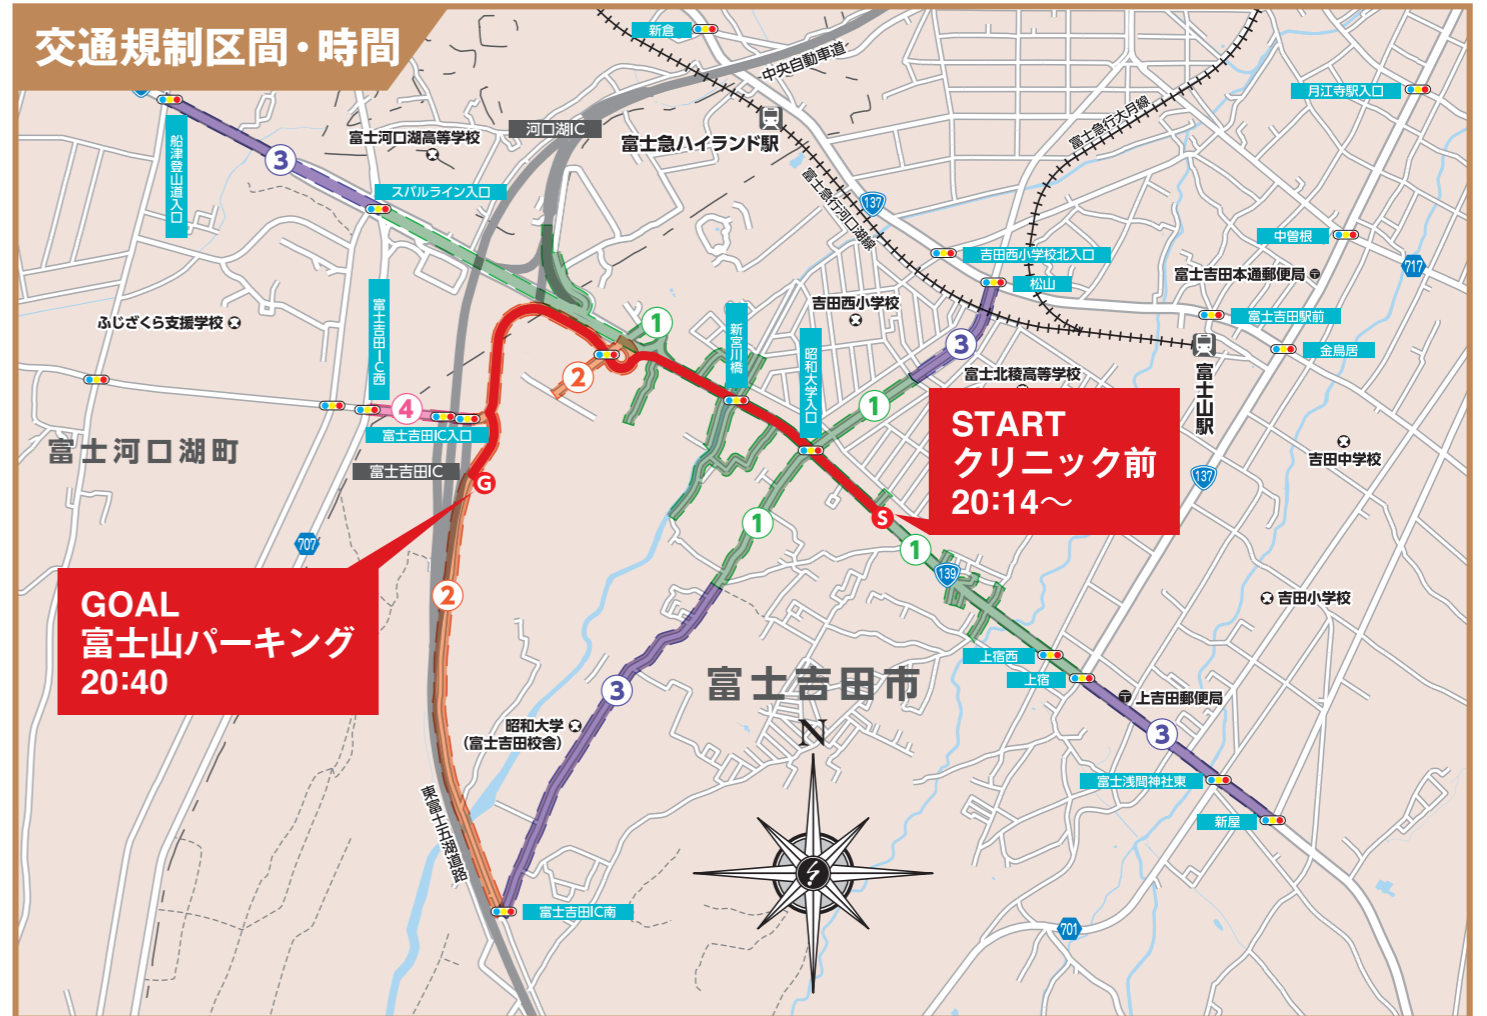 交通規制区間・時間
新倉
中央自動車道
月江寺駅入口
船津登山道入口
3
富士河口湖高等学校
河口湖IC
富士急ハイランド駅
富士急行大月線
スバルライン入口
富士急行河口湖線
137
中曽根
717
吉田西小学校北入口
松山
富士吉田本通郵便局
富士吉田駅前
金鳥居
ふじざくら支援学校
富士吉田IC西
1
新宮川橋
吉田西小学校
昭和大学入口
3
富士北稜高等学校
富士山駅
2
4
富士吉田IC入口
1
富士河口湖町
富士吉田IC
G
START
クリニック前
20:14～
吉田中学校
137
S
1
1
139
707
GOAL
富士山パーキング
20:40
2
吉田小学校
上宿西
上宿
富士吉田市
3
上吉田郵便局
昭和大学
(富士吉田校舎)
N
3
富士浅間神社東
新屋
東富士五湖道路
富士吉田IC南
701